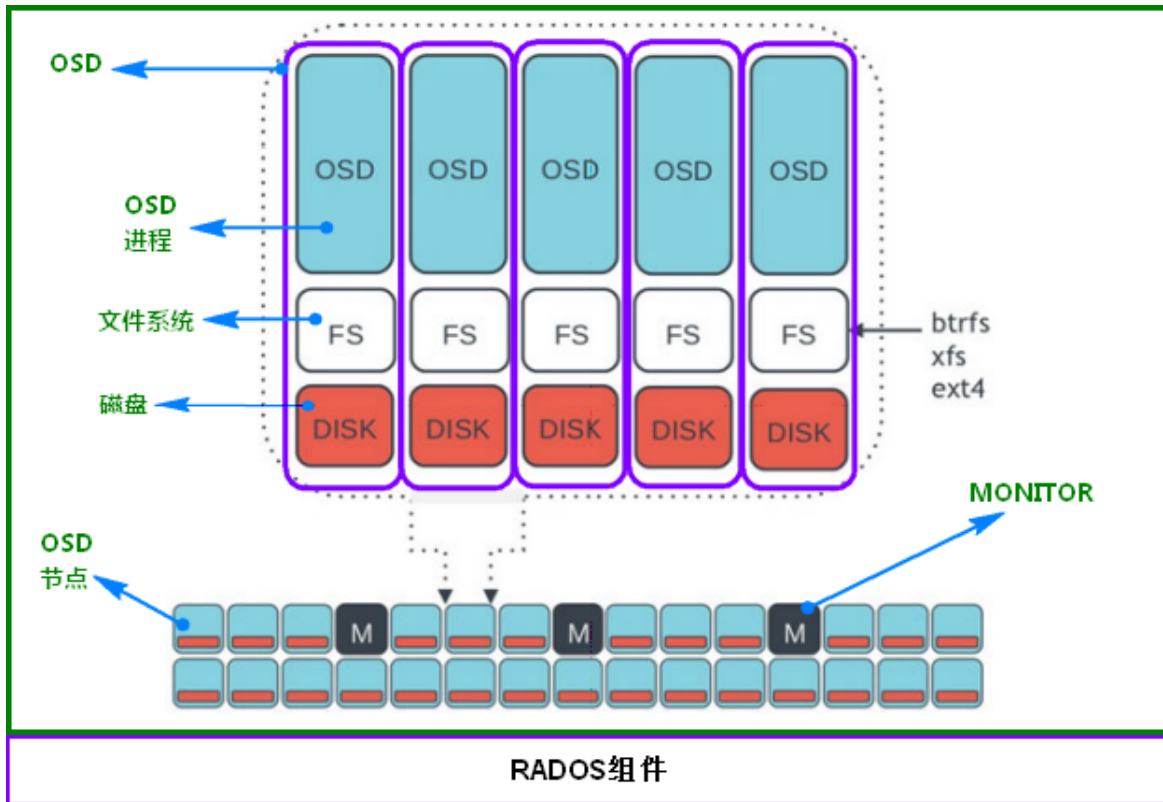 OSD
OSD OSD OSD OSD OSD
OSD
进程
文件系统
FS FS FS FS FS
btrfs
xfs
ext4
磁盘
DISK DISK DISK DISK DISK
MONITOR
OSD
节点
M M M
RADOS组件